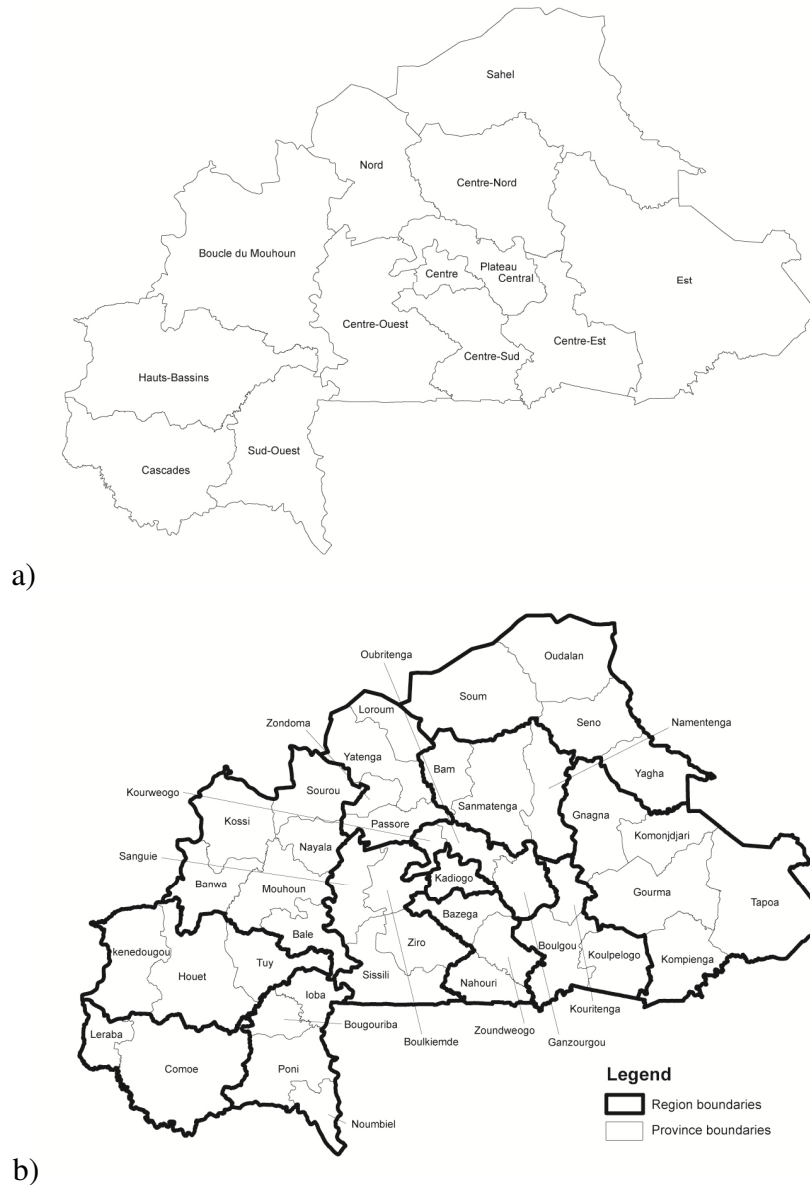 Sahel
Nord
Centre-Nord
Boucle du Mouhoun
Centre
Plateau
Central
Est
Centre-Ouest
Centre-Est
Centre-Sud
Hauts-Bassins
Sud-Ouest
Cascades
a)
Oubritenga
Oudalan
Soum
Loroum
Zondoma
Seno
Namentenga
Yatenga
Bam
Yagha
Kourweogo
Sourou
Sanmatenga
Gnagna
Kossi
Passore
Komonjdjari
Nayala
Sanguie
Kadiogo
Banwa
Mouhoun
Gourma
Tapoa
Bazega
Bale
Ziro
Boulgou
Koulpelogo
Kompienga
kenedougou
Houet
Tuy
Sissili
Nahouri
Ioba
Kouritenga
Leraba
Bougouriba
Zoundweogo
Boulkiemde
Ganzourgou
Comoe
Poni
Noumbiel
Legend
Region boundaries
Province boundaries
b)